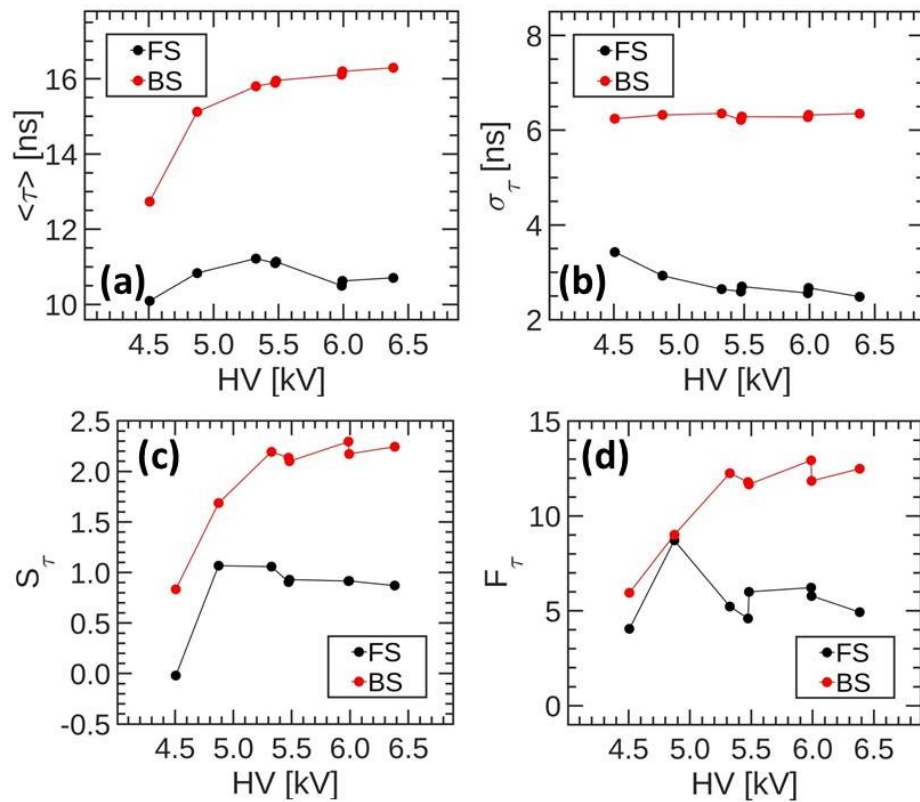 <τ> [ns]
16
14
12
10
FS
BS
(a)
4.5 5.0 5.5 6.0 6.5
HV [kV]
σ_τ [ns]
8
6
4
2
FS
BS
(b)
4.5 5.0 5.5 6.0 6.5
HV [kV]
S_τ
2.5
2.0
1.5
1.0
0.5
0.0
-0.5
(c)
FS
BS
4.5 5.0 5.5 6.0 6.5
HV [kV]
F_τ
15
10
5
0
(d)
FS
BS
4.5 5.0 5.5 6.0 6.5
HV [kV]